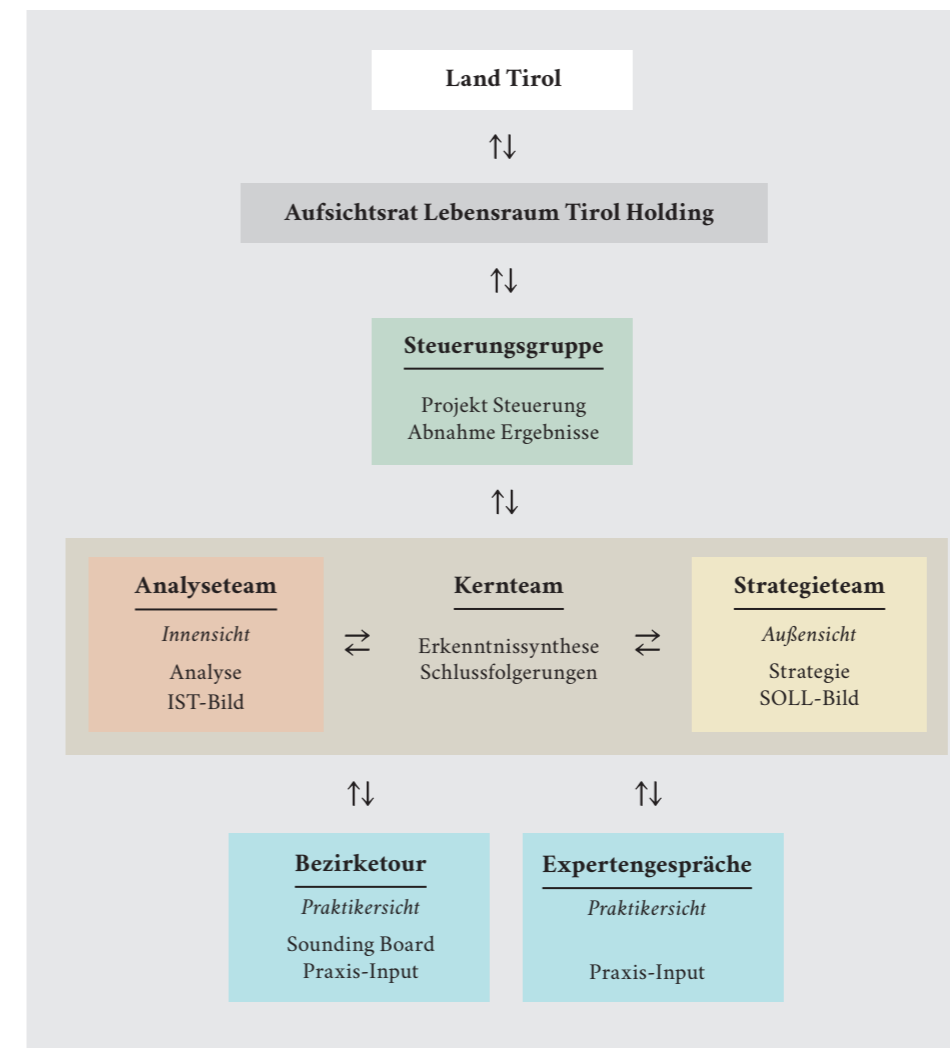 Land Tirol
↑↓
Aufsichtsrat Lebensraum Tirol Holding
↑↓
Steuerungsgruppe
Projekt Steuerung
Abnahme Ergebnisse
↑↓
Analyseteam
Innensicht
Analyse
IST-Bild
⇄
Kernteam
Erkenntnissynthese
Schlussfolgerungen
⇄
Strategieteam
Außensicht
Strategie
SOLL-Bild
↑↓
↑↓
Bezirketour
Praktikersicht
Sounding Board
Praxis-Input
Expertengespräche
Praktikersicht
Praxis-Input